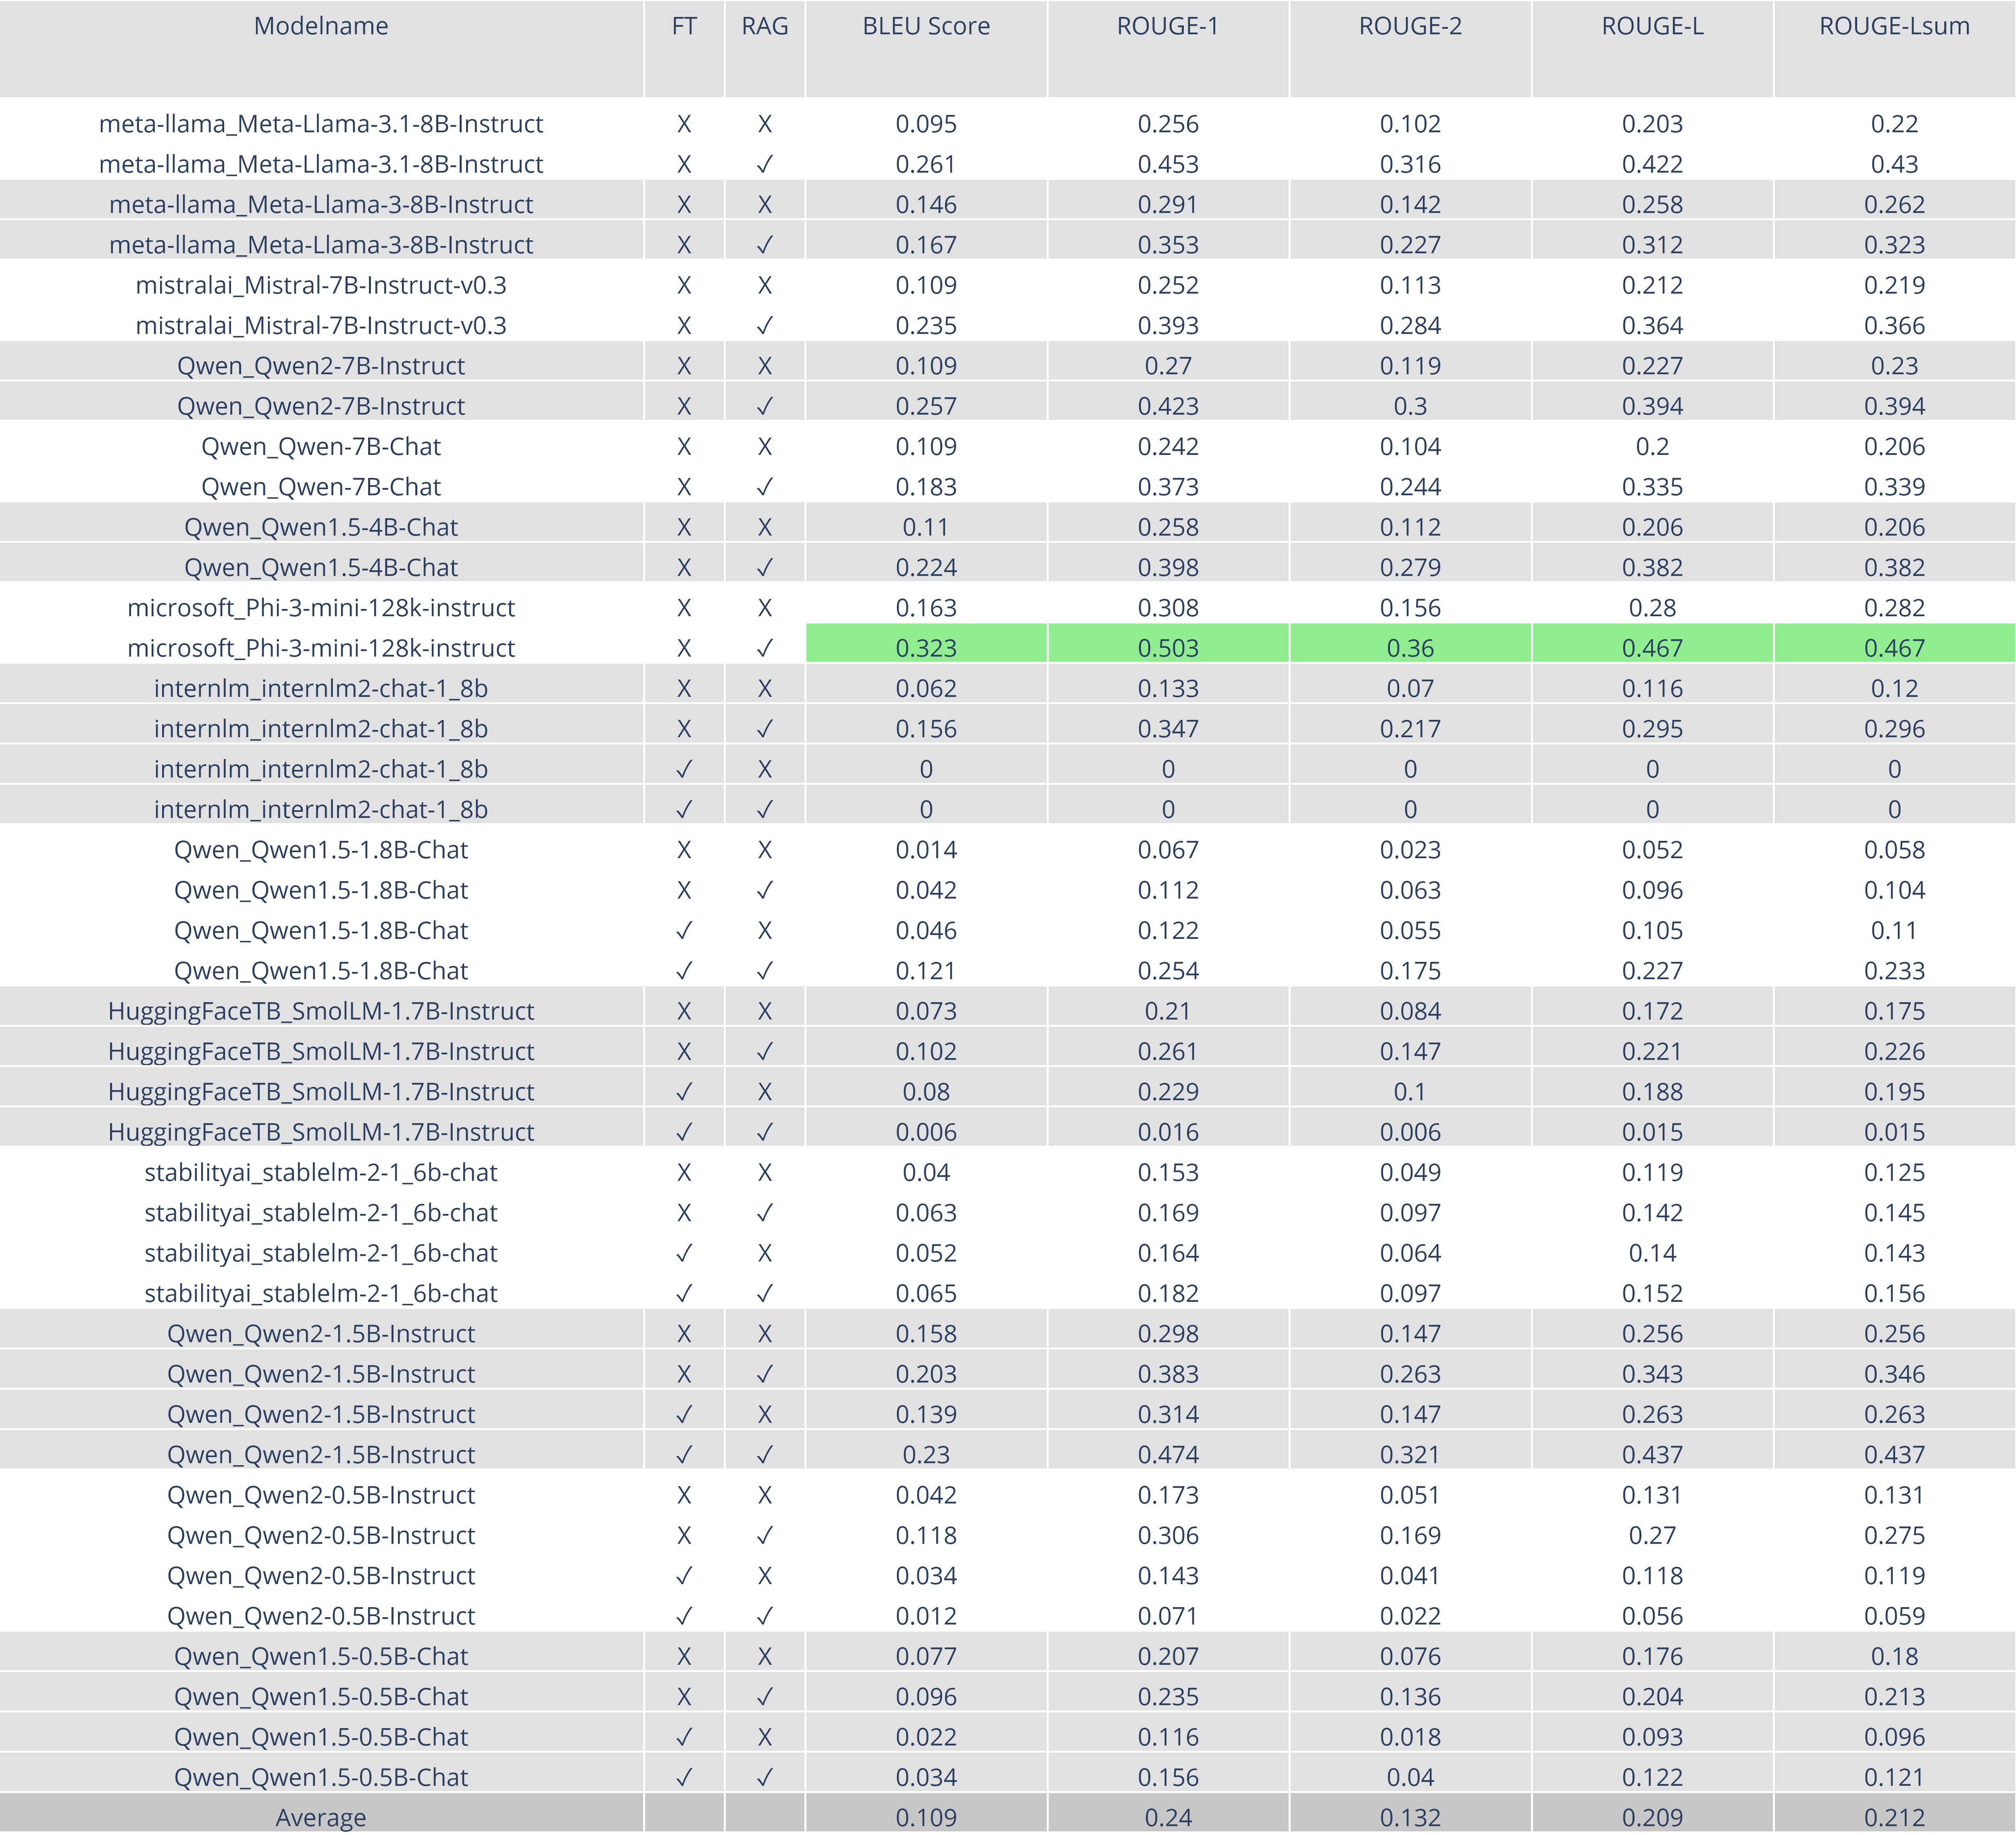 Modelname FT RAG BLEU Score ROUGE-1 ROUGE-2 ROUGE-L ROUGE-Lsum
meta-llama_Meta-Llama-3.1-8B-Instruct X X 0.095 0.256 0.102 0.203 0.22
meta-llama_Meta-Llama-3.1-8B-Instruct X ✓ 0.261 0.453 0.316 0.422 0.43
meta-llama_Meta-Llama-3-8B-Instruct X X 0.146 0.291 0.142 0.258 0.262
meta-llama_Meta-Llama-3-8B-Instruct X ✓ 0.167 0.353 0.227 0.312 0.323
mistralai_Mistral-7B-Instruct-v0.3 X X 0.109 0.252 0.113 0.212 0.219
mistralai_Mistral-7B-Instruct-v0.3 X ✓ 0.235 0.393 0.284 0.364 0.366
Qwen_Qwen2-7B-Instruct X X 0.109 0.27 0.119 0.227 0.23
Qwen_Qwen2-7B-Instruct X ✓ 0.257 0.423 0.3 0.394 0.394
Qwen_Qwen-7B-Chat X X 0.109 0.242 0.104 0.2 0.206
Qwen_Qwen-7B-Chat X ✓ 0.183 0.373 0.244 0.335 0.339
Qwen_Qwen1.5-4B-Chat X X 0.11 0.258 0.112 0.206 0.206
Qwen_Qwen1.5-4B-Chat X ✓ 0.224 0.398 0.279 0.382 0.382
microsoft_Phi-3-mini-128k-instruct X X 0.163 0.308 0.156 0.28 0.282
microsoft_Phi-3-mini-128k-instruct X ✓ 0.323 0.503 0.36 0.467 0.467
internlm_internlm2-chat-1_8b X X 0.062 0.133 0.07 0.116 0.12
internlm_internlm2-chat-1_8b X ✓ 0.156 0.347 0.217 0.295 0.296
internlm_internlm2-chat-1_8b ✓ X 0 0 0 0 0
internlm_internlm2-chat-1_8b ✓ ✓ 0 0 0 0 0
Qwen_Qwen1.5-1.8B-Chat X X 0.014 0.067 0.023 0.052 0.058
Qwen_Qwen1.5-1.8B-Chat X ✓ 0.042 0.112 0.063 0.096 0.104
Qwen_Qwen1.5-1.8B-Chat ✓ X 0.046 0.122 0.055 0.105 0.11
Qwen_Qwen1.5-1.8B-Chat ✓ ✓ 0.121 0.254 0.175 0.227 0.233
HuggingFaceTB_SmolLM-1.7B-Instruct X X 0.073 0.21 0.084 0.172 0.175
HuggingFaceTB_SmolLM-1.7B-Instruct X ✓ 0.102 0.261 0.147 0.221 0.226
HuggingFaceTB_SmolLM-1.7B-Instruct ✓ X 0.08 0.229 0.1 0.188 0.195
HuggingFaceTB_SmolLM-1.7B-Instruct ✓ ✓ 0.006 0.016 0.006 0.015 0.015
stabilityai_stablelm-2-1_6b-chat X X 0.04 0.153 0.049 0.119 0.125
stabilityai_stablelm-2-1_6b-chat X ✓ 0.063 0.169 0.097 0.142 0.145
stabilityai_stablelm-2-1_6b-chat ✓ X 0.052 0.164 0.064 0.14 0.143
stabilityai_stablelm-2-1_6b-chat ✓ ✓ 0.065 0.182 0.097 0.152 0.156
Qwen_Qwen2-1.5B-Instruct X X 0.158 0.298 0.147 0.256 0.256
Qwen_Qwen2-1.5B-Instruct X ✓ 0.203 0.383 0.263 0.343 0.346
Qwen_Qwen2-1.5B-Instruct ✓ X 0.139 0.314 0.147 0.263 0.263
Qwen_Qwen2-1.5B-Instruct ✓ ✓ 0.23 0.474 0.321 0.437 0.437
Qwen_Qwen2-0.5B-Instruct X X 0.042 0.173 0.051 0.131 0.131
Qwen_Qwen2-0.5B-Instruct X ✓ 0.118 0.306 0.169 0.27 0.275
Qwen_Qwen2-0.5B-Instruct ✓ X 0.034 0.143 0.041 0.118 0.119
Qwen_Qwen2-0.5B-Instruct ✓ ✓ 0.012 0.071 0.022 0.056 0.059
Qwen_Qwen1.5-0.5B-Chat X X 0.077 0.207 0.076 0.176 0.18
Qwen_Qwen1.5-0.5B-Chat X ✓ 0.096 0.235 0.136 0.204 0.213
Qwen_Qwen1.5-0.5B-Chat ✓ X 0.022 0.116 0.018 0.093 0.096
Qwen_Qwen1.5-0.5B-Chat ✓ ✓ 0.034 0.156 0.04 0.122 0.121
Average 0.109 0.24 0.132 0.209 0.212